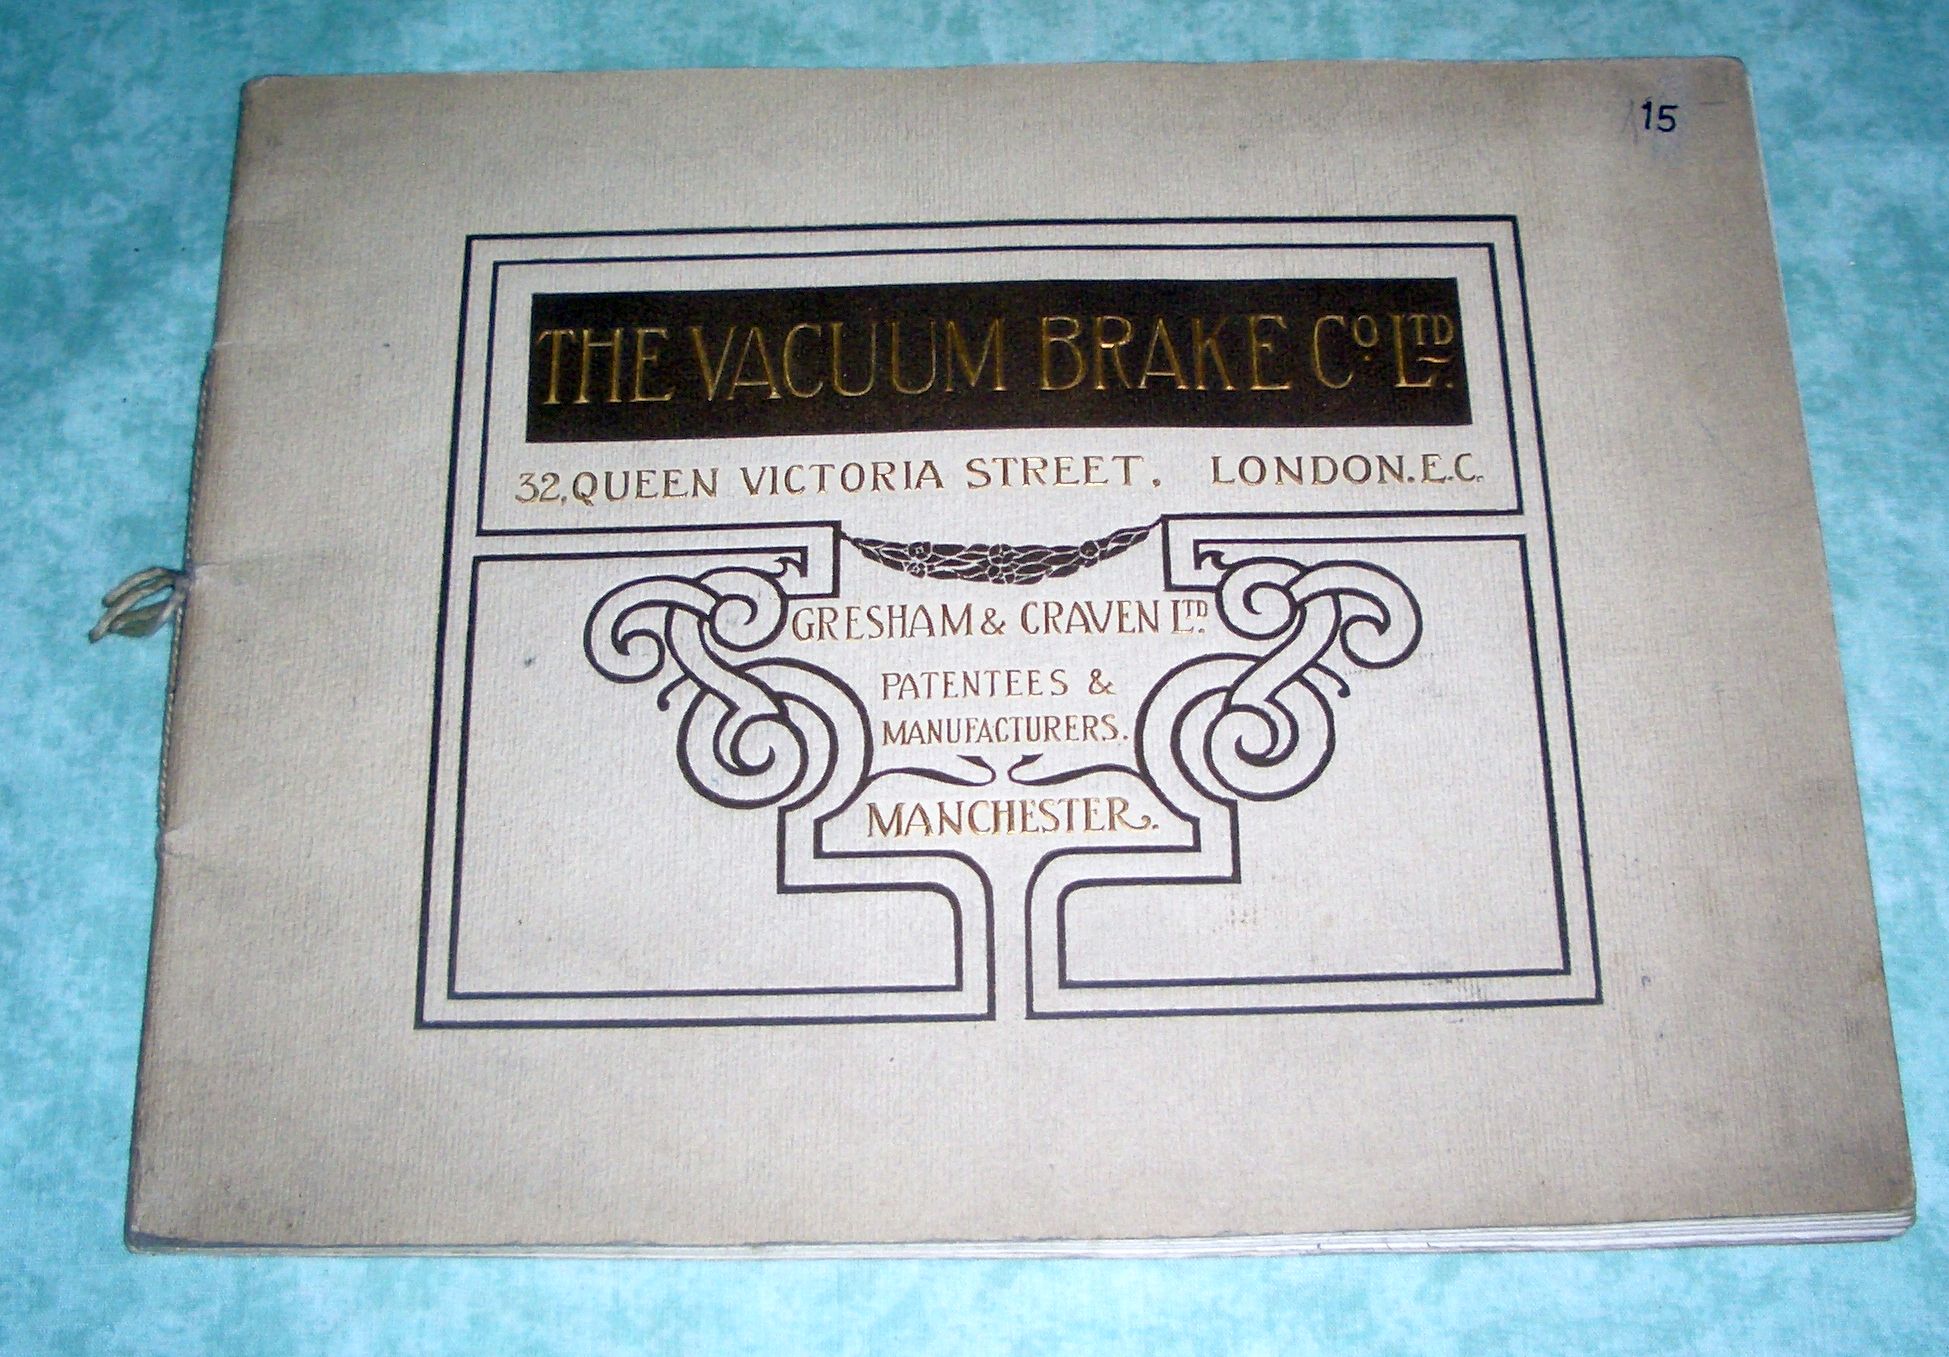 15
THE VACUUM BRAKE Co. LTD.
32, QUEEN VICTORIA STREET. LONDON. E.C.
GRESHAM & CRAVEN LTD.
PATENTEES &
MANUFACTURERS.
MANCHESTER.